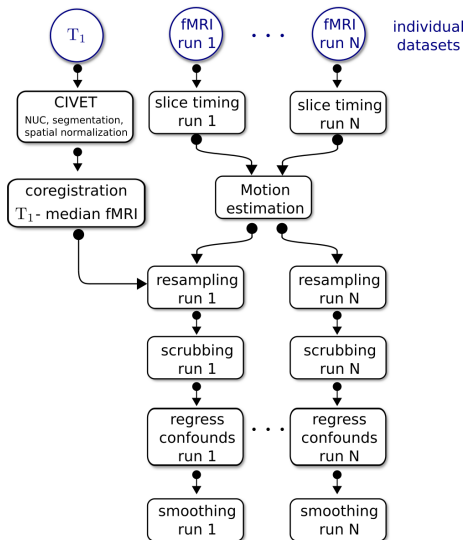 T1
fMRI
run 1
. . .
fMRI
run N
individual
datasets
CIVET
NUC, segmentation,
spatial normalization
slice timing
run 1
slice timing
run N
coregistration
T1- median fMRI
Motion
estimation
resampling
run 1
resampling
run N
scrubbing
run 1
scrubbing
run N
regress
confounds
run 1
. . .
regress
confounds
run N
smoothing
run 1
smoothing
run N